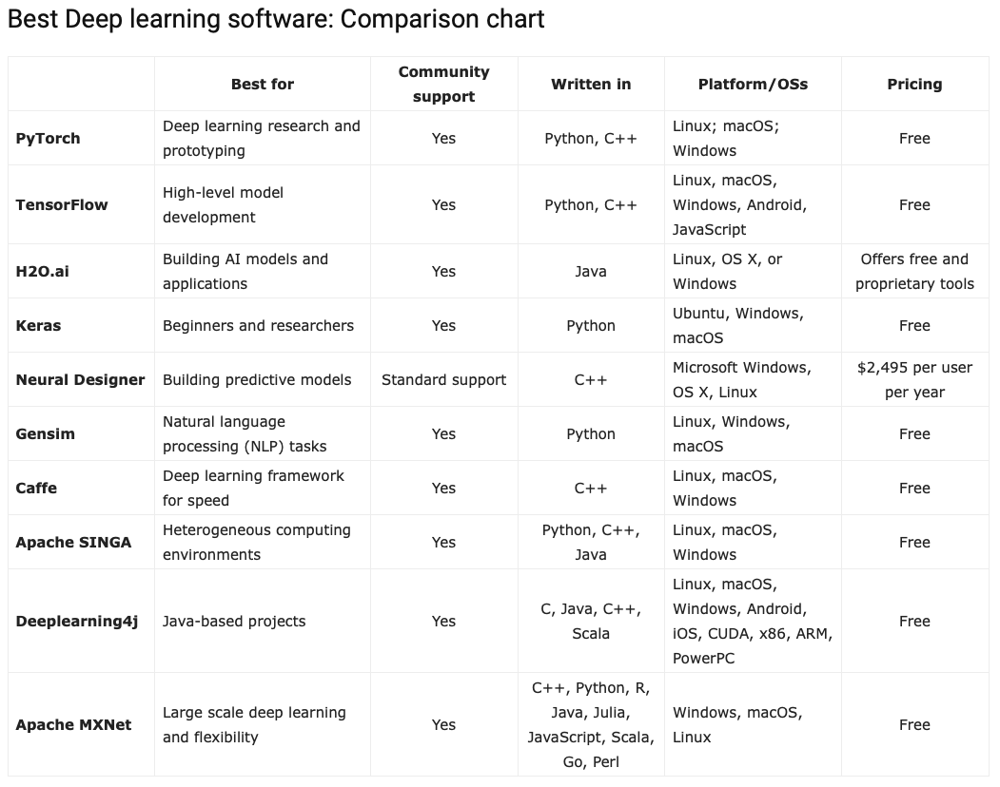 Best Deep learning software: Comparison chart
Best for
Community
support
Written in
Platform/OSs
Pricing
PyTorch
Deep learning research and
prototyping
Yes
Python, C++
Linux; macOS;
Windows
Free
TensorFlow
High-level model
development
Yes
Python, C++
Linux, macOS,
Windows, Android,
JavaScript
Free
H2O.ai
Building AI models and
applications
Yes
Java
Linux, OS X, or
Windows
Offers free and
proprietary tools
Keras
Beginners and researchers
Yes
Python
Ubuntu, Windows,
macOS
Free
Neural Designer
Building predictive models
Standard support
C++
Microsoft Windows,
OS X, Linux
$2,495 per user
per year
Gensim
Natural language
processing (NLP) tasks
Yes
Python
Linux, Windows,
macOS
Free
Caffe
Deep learning framework
for speed
Yes
C++
Linux, macOS,
Windows
Free
Apache SINGA
Heterogeneous computing
environments
Yes
Python, C++,
Java
Linux, macOS,
Windows
Free
Deeplearning4j
Java-based projects
Yes
C, Java, C++,
Scala
Linux, macOS,
Windows, Android,
iOS, CUDA, x86, ARM,
PowerPC
Free
Apache MXNet
Large scale deep learning
and flexibility
Yes
C++, Python, R,
Java, Julia,
JavaScript, Scala,
Go, Perl
Windows, macOS,
Linux
Free